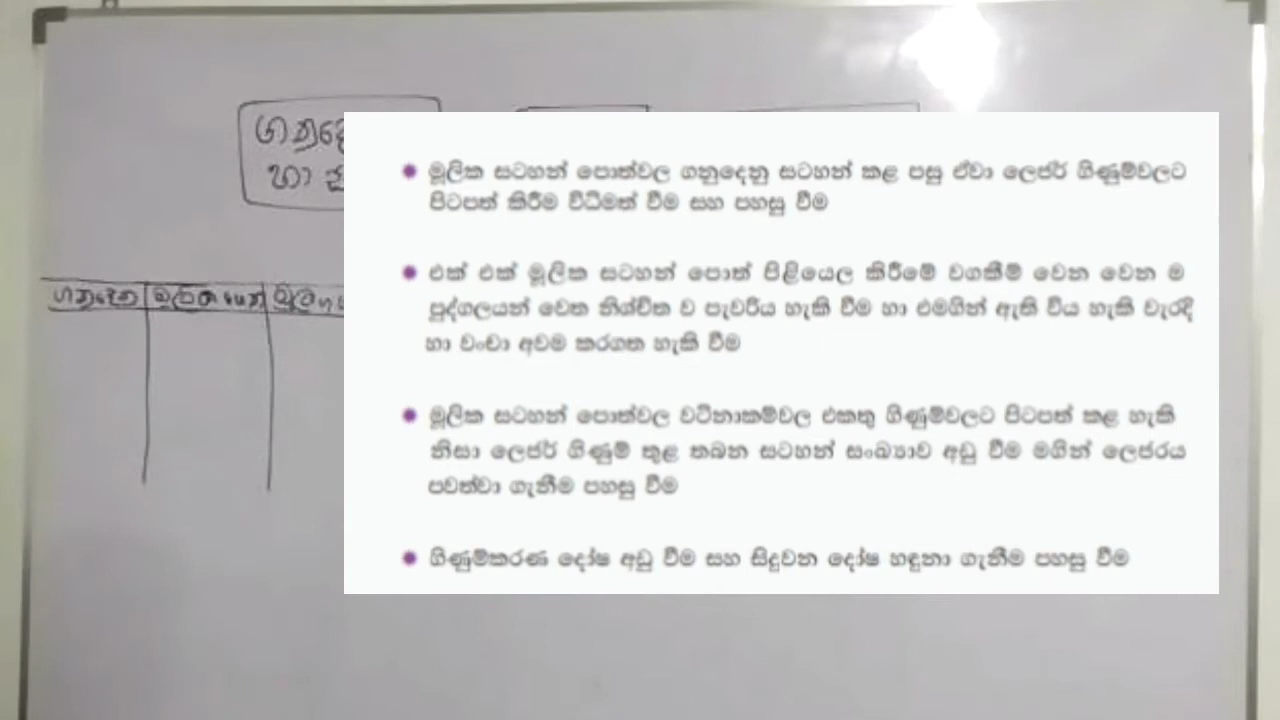 ගනුදෙ
හා ස
ගනුදෙනු
මූලික සටහන් පොත්වල ගනුදෙනු සටහන් කළ පසු ඒවා ලෙජර් ගිණුම්වලට
පිටපත් කිරීම විධිමත් වීම සහ පහසු වීම
එක් එක් මූලික සටහන් පොත් පිළියෙල කිරීමේ වගකීම් වෙන වෙන ම
පුද්ගලයන් වෙත නිශ්චිත ව පැවරිය හැකි වීම හා එමගින් ඇති විය හැකි වැරදි
හා වංචා අවම කරගත හැකි වීම
මූලික සටහන් පොත්වල වටිනාකම්වල එකතු ගිණුම්වලට පිටපත් කළ හැකි
නිසා ලෙජර් ගිණුම් තුළ තබන සටහන් සංඛ්‍යාව අඩු වීම මගින් ලෙජරය
පවත්වා ගැනීම පහසු වීම
ගිණුම්කරණ දෝෂ අඩු වීම සහ සිදුවන දෝෂ හඳුනා ගැනීම පහසු වීම